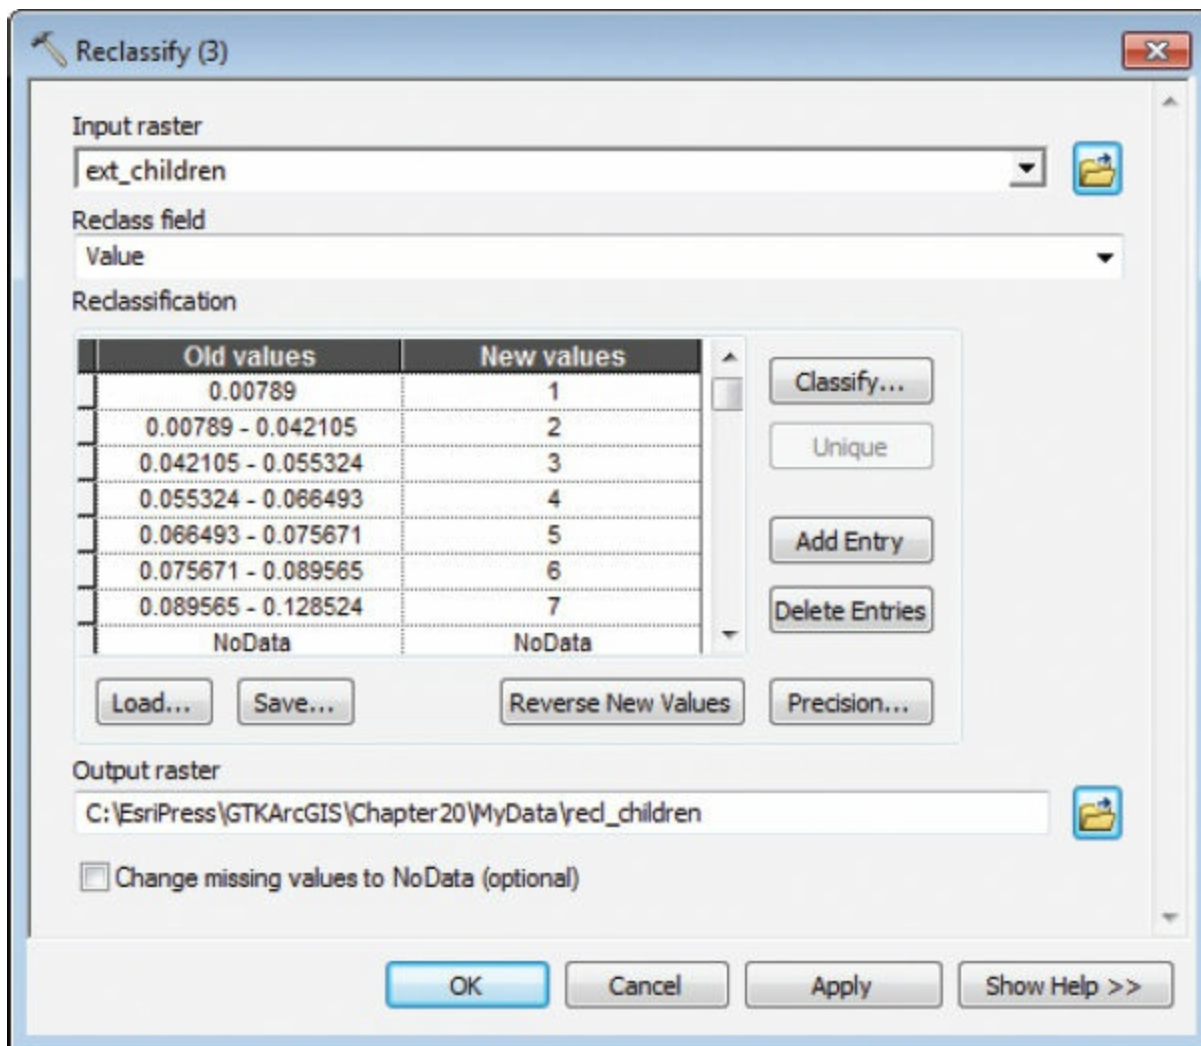 Reclassify (3)
Input raster
ext_children
Reclass field
Value
Reclassification
Old values New values
0.00789 1
0.00789 - 0.042105 2
0.042105 - 0.055324 3
0.055324 - 0.066493 4
0.066493 - 0.075671 5
0.075671 - 0.089565 6
0.089565 - 0.128524 7
NoData NoData
Classify...
Unique
Add Entry
Delete Entries
Load... Save... Reverse New Values Precision...
Output raster
C:\EsriPress\GTKArcGIS\Chapter20\MyData\recl_children
Change missing values to NoData (optional)
OK Cancel Apply Show Help >>